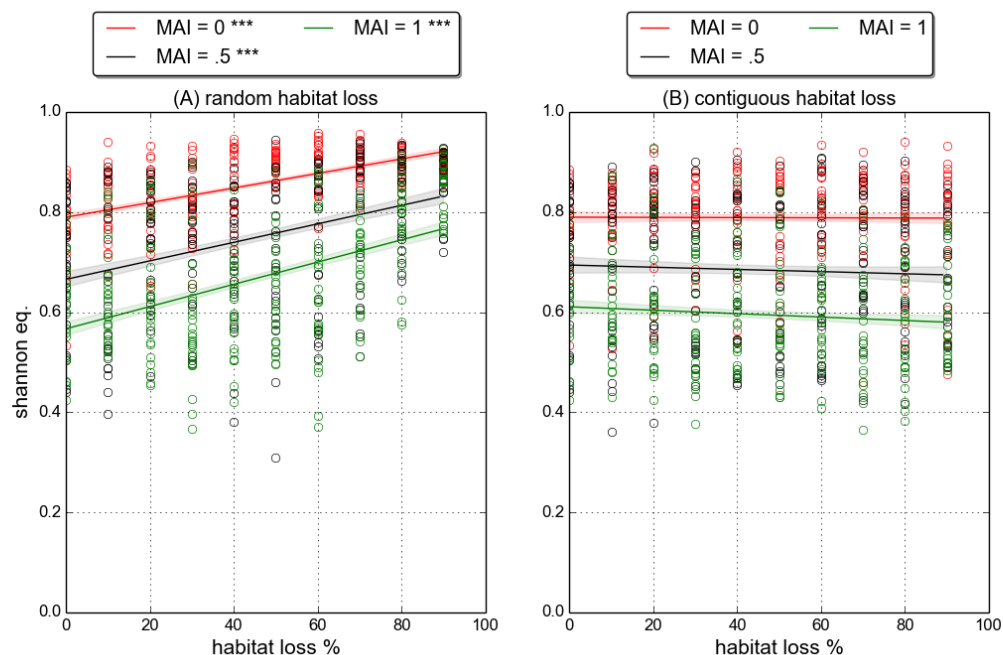 MAI = 0 ***
MAI = 1 ***
MAI = .5 ***
MAI = 0
MAI = 1
MAI = .5
(A) random habitat loss
(B) contiguous habitat loss
shannon eq.
1.0
0.8
0.6
0.4
0.2
0.0
0 20 40 60 80 100
habitat loss %
1.0
0.8
0.6
0.4
0.2
0.0
0 20 40 60 80 100
habitat loss %